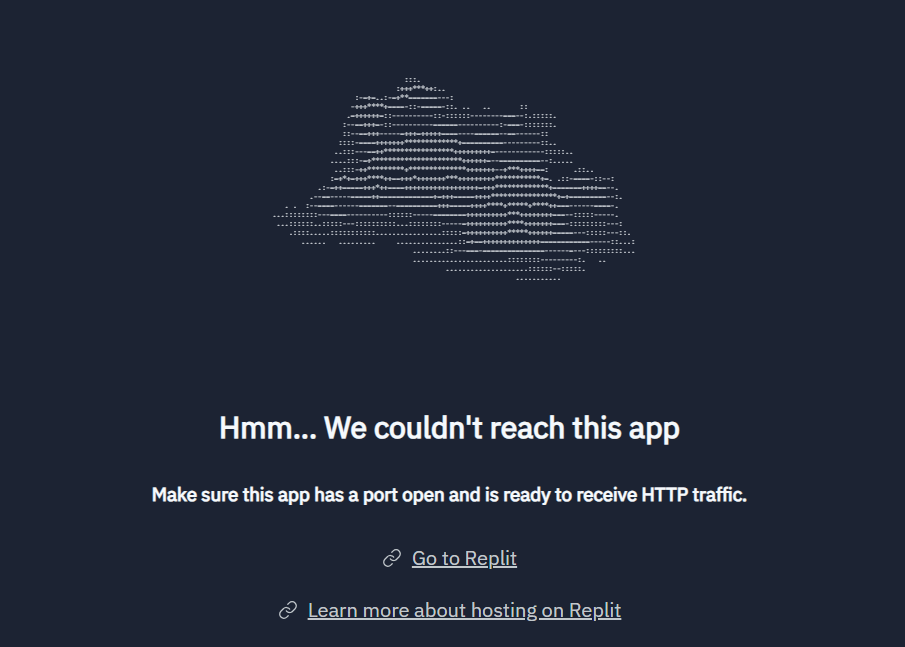 Hmm... We couldn't reach this app
Make sure this app has a port open and is ready to receive HTTP traffic.
Go to Replit
Learn more about hosting on Replit